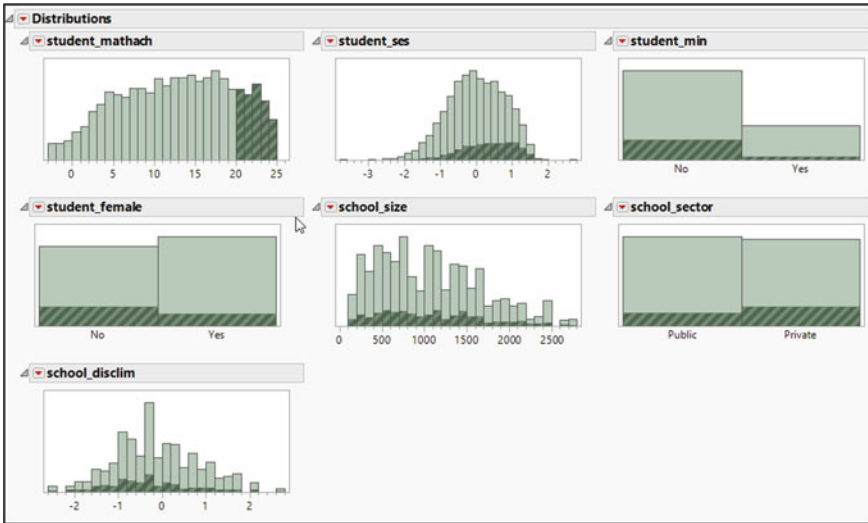 Distributions
student_mathach student_ses student_min
0 5 10 15 20 25 -3 -2 -1 0 1 2 No Yes
student_female school_size school_sector
No Yes 0 500 1000 1500 2000 2500 Public Private
school_disclim
-2 -1 0 1 2